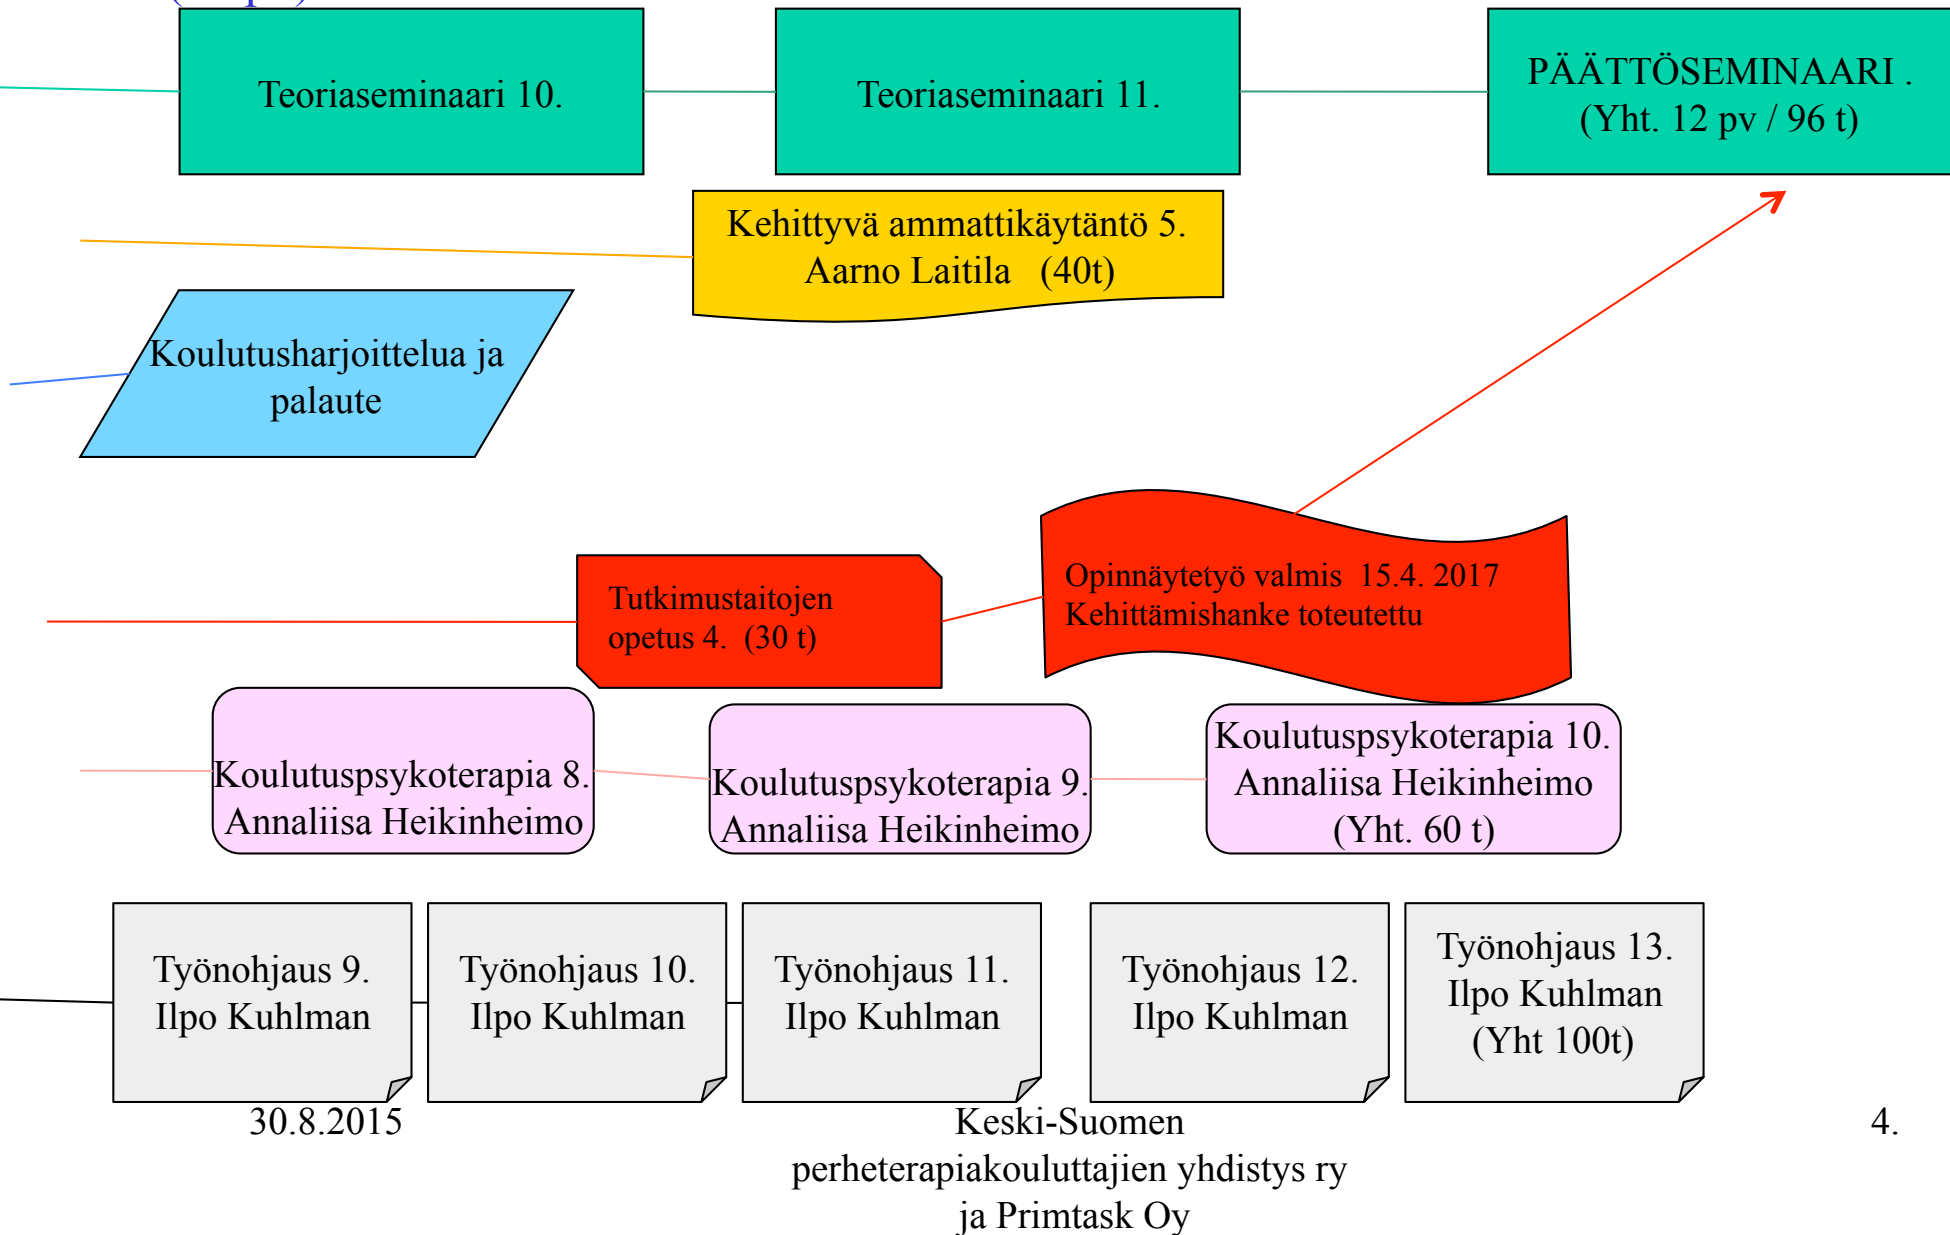 Teoriaseminaari 10.
Teoriaseminaari 11.
PÄÄTTÖSEMINAARI .
(Yht. 12 pv / 96 t)
Kehittyvä ammattikäytäntö 5.
Aarno Laitila (40t)
Koulutusharjoittelua ja
palaute
Opinnäytetyö valmis 15.4. 2017
Kehittämishanke toteutettu
Tutkimustaitojen
opetus 4. (30 t)
Koulutuspsykoterapia 8.
Annaliisa Heikinheimo
Koulutuspsykoterapia 9.
Annaliisa Heikinheimo
Koulutuspsykoterapia 10.
Annaliisa Heikinheimo
(Yht. 60 t)
Työnohjaus 9.
Ilpo Kuhlman
Työnohjaus 10.
Ilpo Kuhlman
Työnohjaus 11.
Ilpo Kuhlman
Työnohjaus 12.
Ilpo Kuhlman
Työnohjaus 13.
Ilpo Kuhlman
(Yht 100t)
30.8.2015
Keski-Suomen
perheterapiakouluttajien yhdistys ry
ja Primtask Oy
4.